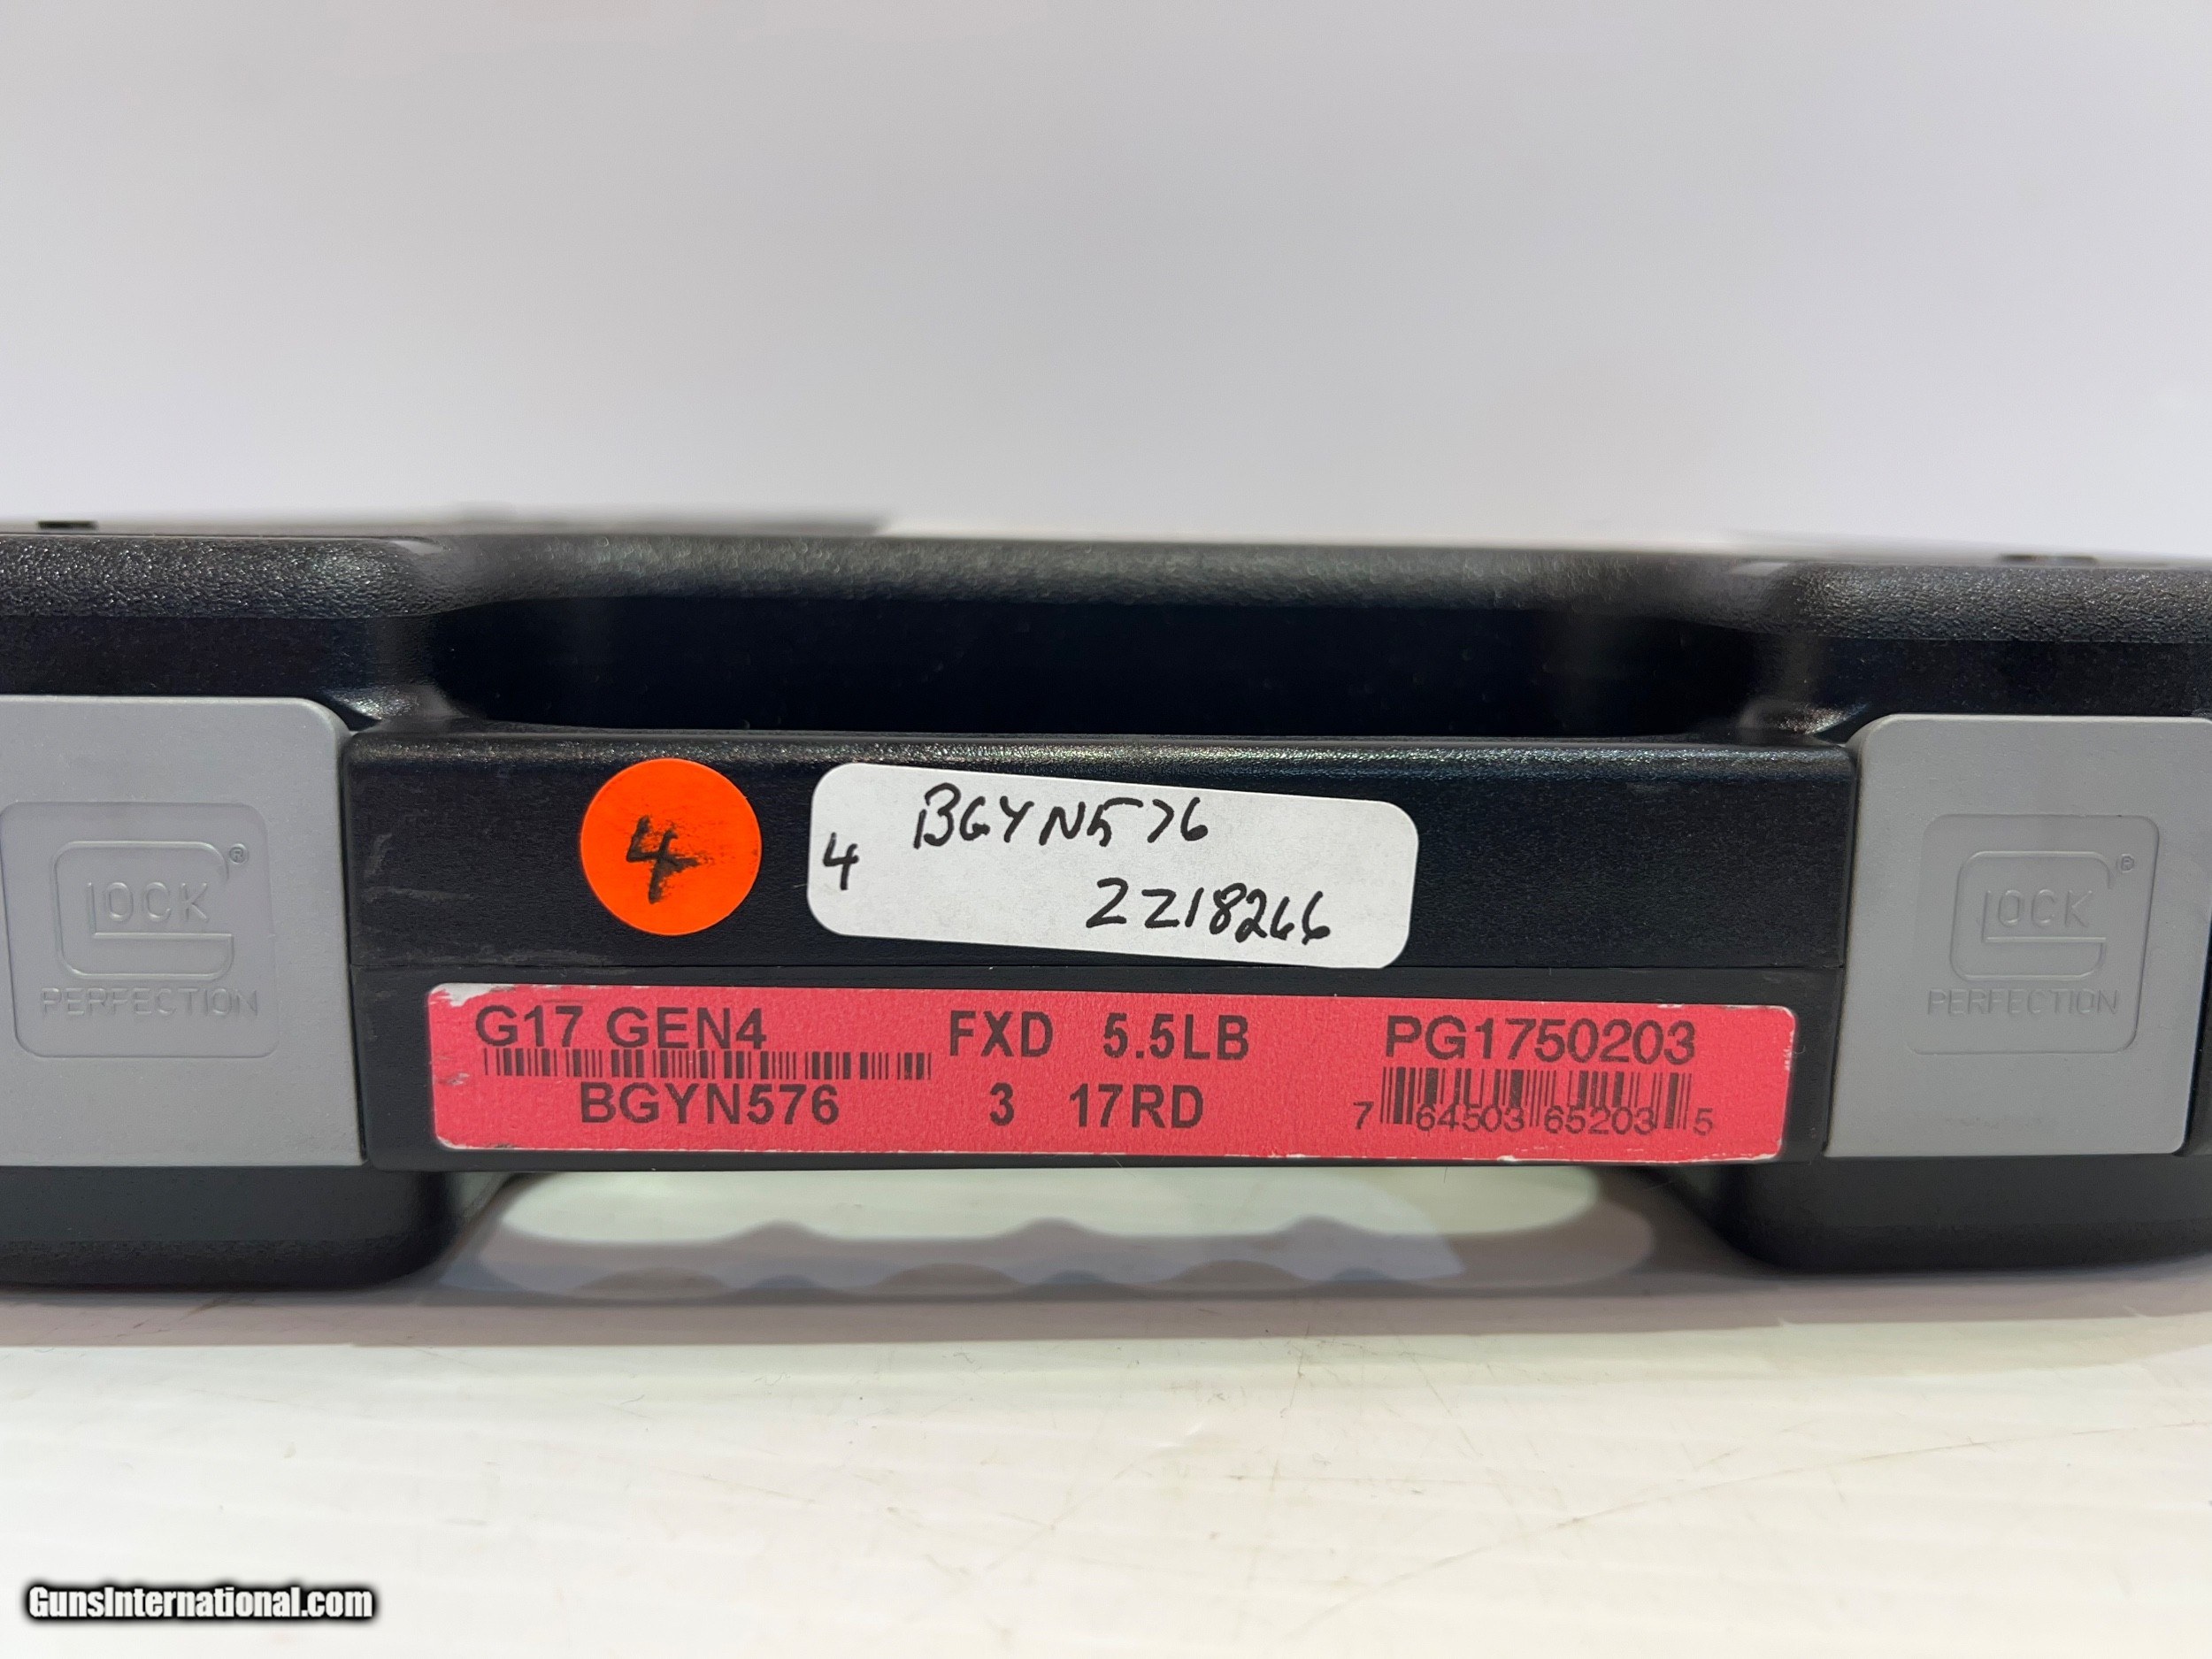 4
BGYN576
4
ZZ18266
GLOCK ®
PERFECTION
GLOCK ®
PERFECTION
G17 GEN4 FXD 5.5LB PG1750203
BGYN576 3 17RD 7 64503 65203 5
GunsInternational.com